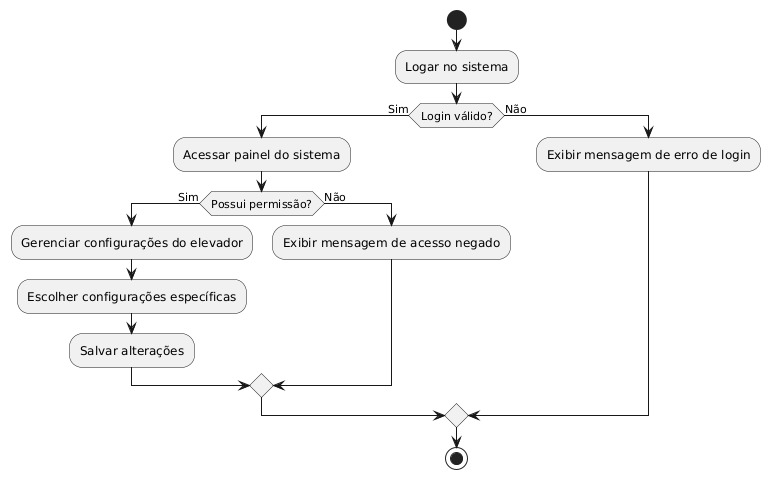 Logar no sistema
Sim
Login válido?
Não
Acessar painel do sistema
Exibir mensagem de erro de login
Sim
Possui permissão?
Não
Gerenciar configurações do elevador
Exibir mensagem de acesso negado
Escolher configurações específicas
Salvar alterações